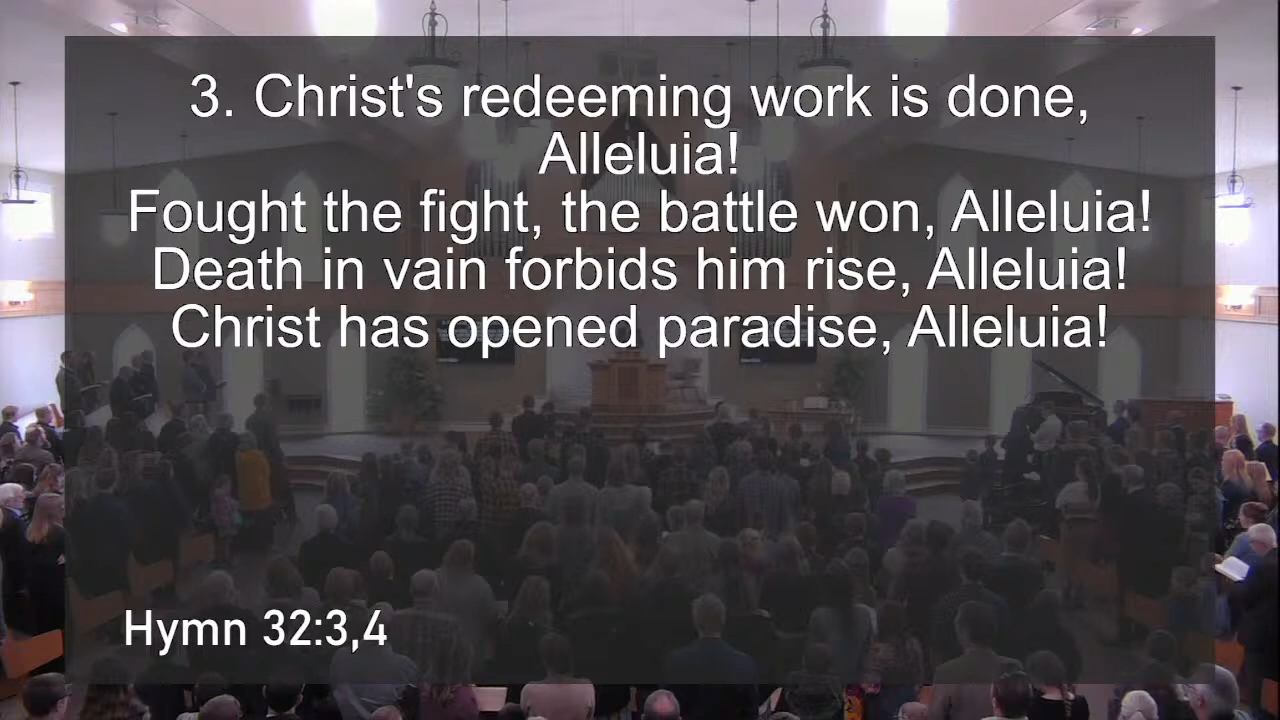 3. Christ's redeeming work is done,
Alleluia!
Fought the fight, the battle won, Alleluia!
Death in vain forbids him rise, Alleluia!
Christ has opened paradise, Alleluia!
Hymn 32:3,4